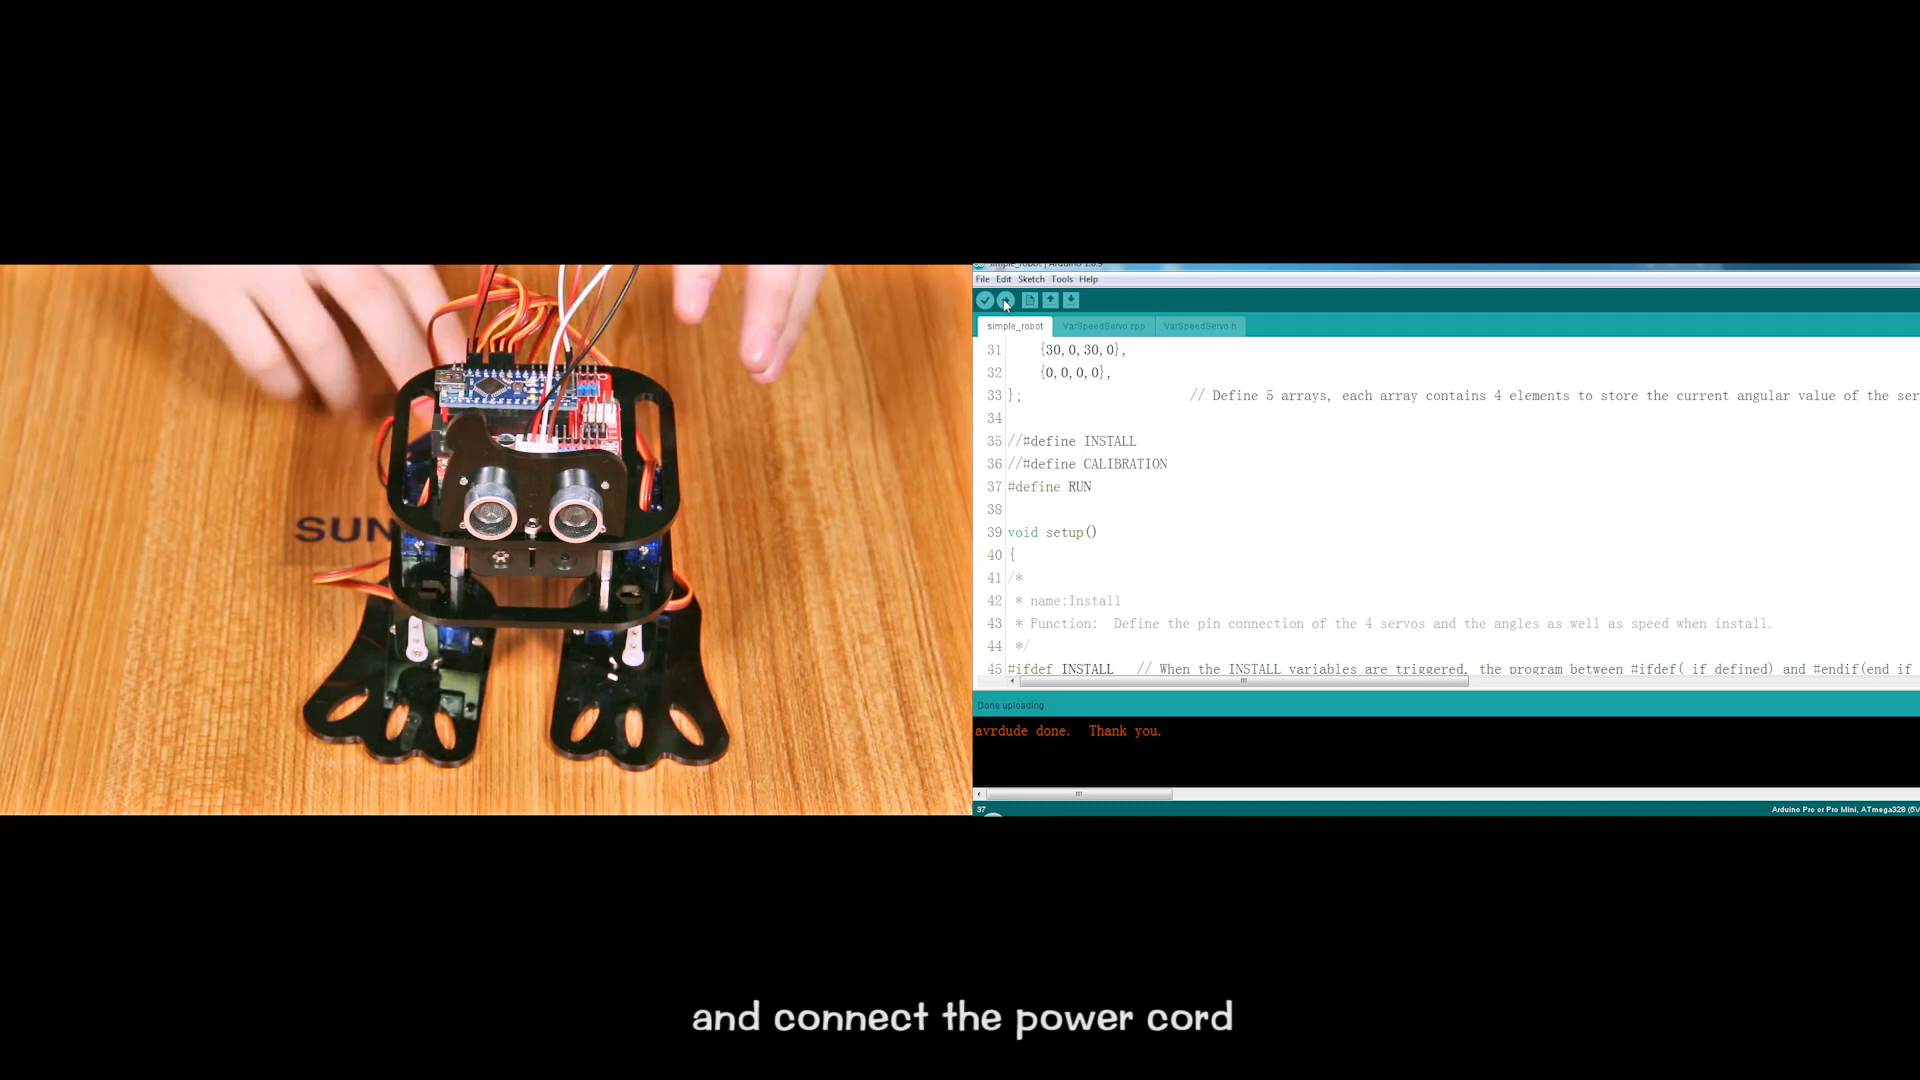 SUN
File Edit Sketch Tools Help
simple_robot VarSpeedServo.cpp VarSpeedServo.h
31 {30,0,30,0},
32 {0,0,0,0},
33 }; // Define 5 arrays, each array contains 4 elements to store the current angular value of the ser
34
35 //#define INSTALL
36 //#define CALIBRATION
37 #define RUN
38
39 void setup()
40 {
41 /*
42 * name:Install
43 * Function: Define the pin connection of the 4 servos and the angles as well as speed when install.
44 */
45 #ifdef INSTALL // When the INSTALL variables are triggered, the program between #ifdef( if defined) and #endif(end if
Done uploading.
avrdude done. Thank you.
37 Arduino Pro or Pro Mini, ATmega328 (5V
and connect the power cord